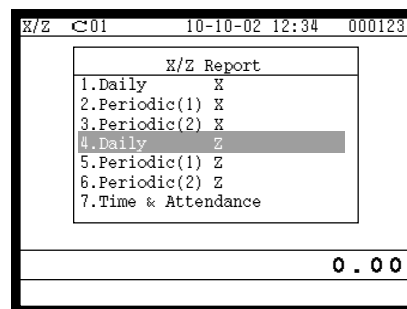 X/Z C01 10-10-02 12:34 000123
X/Z Report
1.Daily X
2.Periodic(1) X
3.Periodic(2) X
4.Daily Z
5.Periodic(1) Z
6.Periodic(2) Z
7.Time & Attendance
0.00